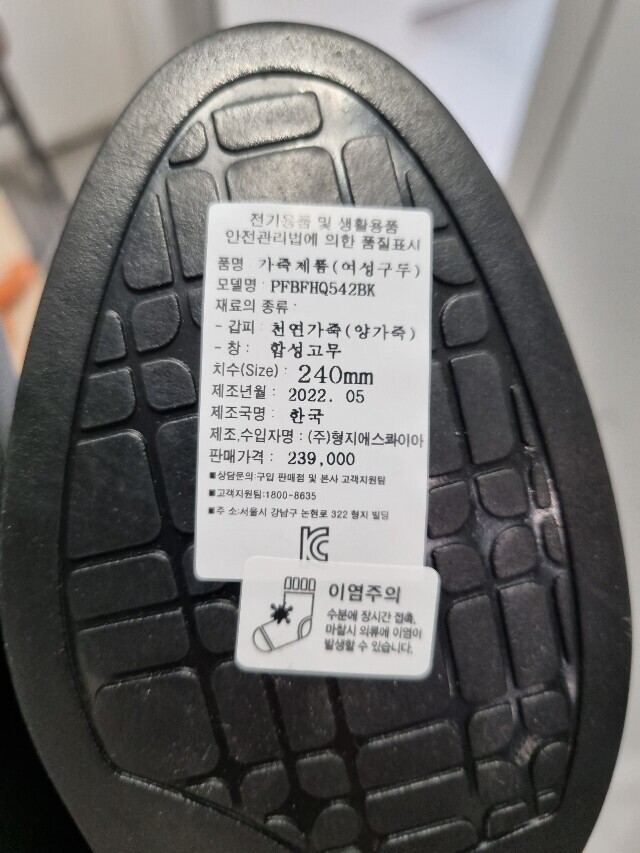 전기용품 및 생활용품
안전관리법에 의한 품질표시
품명 : 가죽제품(여성구두)
모델명 : PFBFHQ542BK
재료의 종류 :
- 갑피 : 천연가죽(양가죽)
- 창 : 합성고무
치수(Size) : 240mm
제조년월 : 2022. 05
제조국명 : 한국
제조,수입자명 : (주)형지에스콰이아
판매가격 : 239,000
■상담문의:구입 판매점 및 본사 고객지원팀
■고객지원팀:1800-8635
■주 소:서울시 강남구 논현로 322 형지 빌딩
KC
이염주의
수분에 장시간 접촉,
마찰시 의류에 이염이
발생할 수 있습니다.